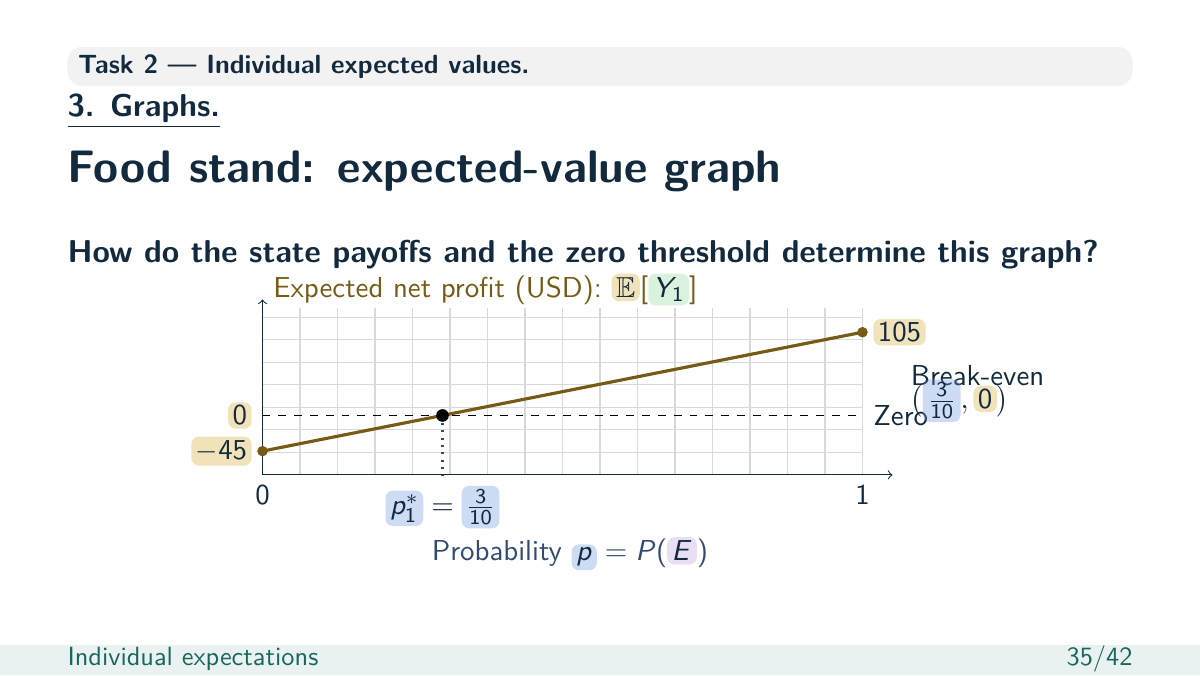 Task 2 — Individual expected values.
3. Graphs.
Food stand: expected-value graph
How do the state payoffs and the zero threshold determine this graph?
Expected net profit (USD): 𝔼[Y₁]
105
Break-even
(3/10, 0)
0
Zero
−45
0
1
p₁* = 3/10
Probability p = P(E)
Individual expectations
35/42